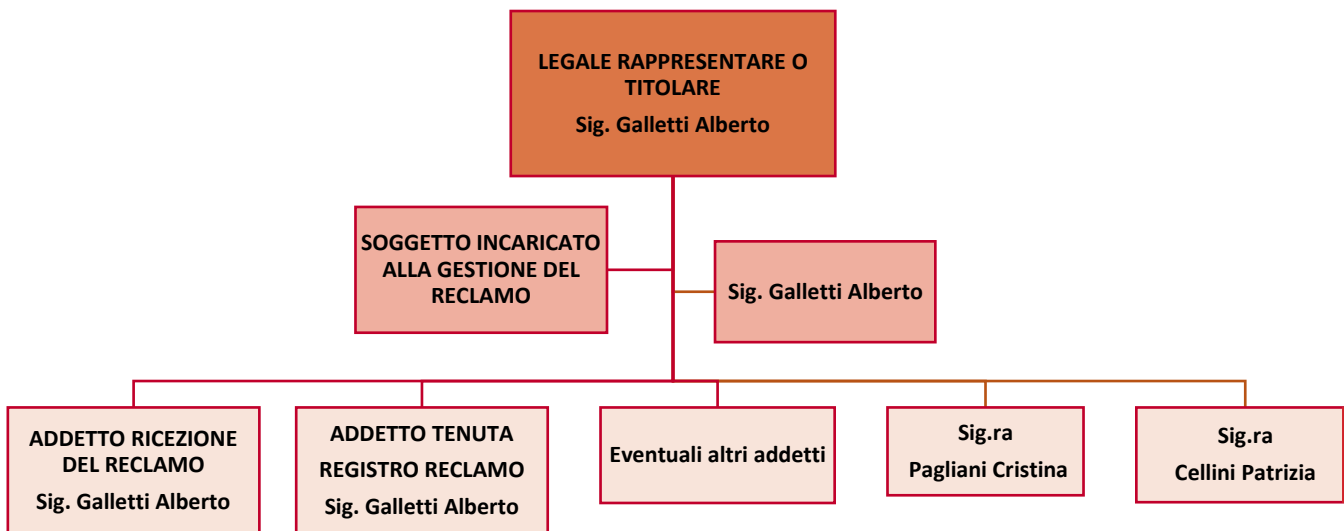 LEGALE RAPPRESENTARE O
TITOLARE
Sig. Galletti Alberto
SOGGETTO INCARICATO
ALLA GESTIONE DEL
RECLAMO
Sig. Galletti Alberto
ADDETTO RICEZIONE
DEL RECLAMO
Sig. Galletti Alberto
ADDETTO TENUTA
REGISTRO RECLAMO
Sig. Galletti Alberto
Eventuali altri addetti
Sig.ra
Pagliani Cristina
Sig.ra
Cellini Patrizia